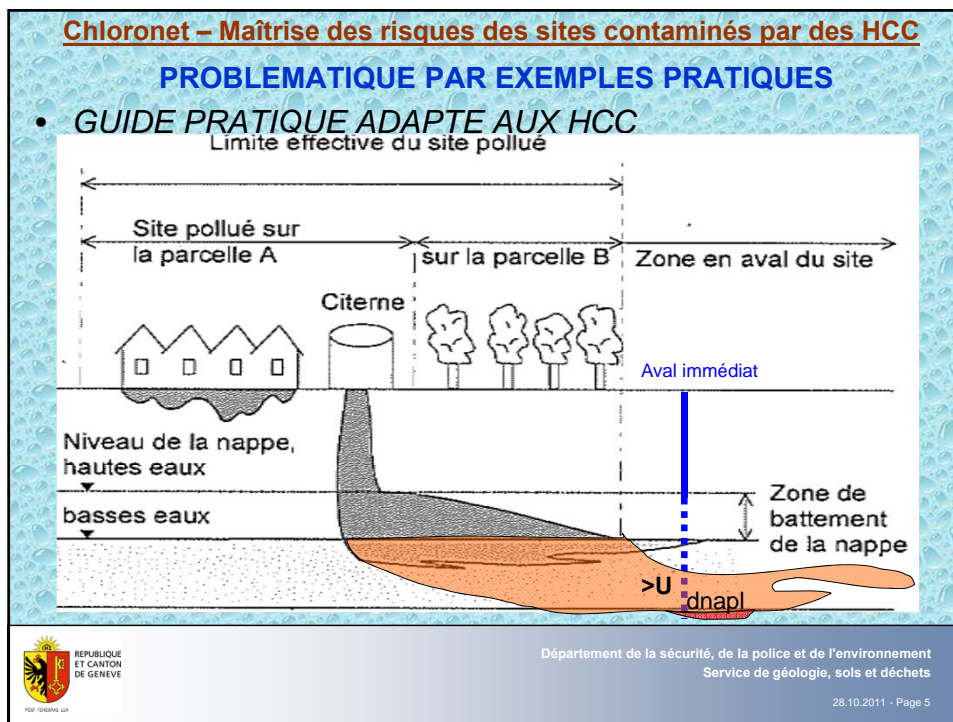 Chloronet – Maîtrise des risques des sites contaminés par des HCC
PROBLEMATIQUE PAR EXEMPLES PRATIQUES
• GUIDE PRATIQUE ADAPTE AUX HCC
Limite effective du site pollué
Site pollué sur
la parcelle A
sur la parcelle B
Zone en aval du site
Citerne
Aval immédiat
Niveau de la nappe,
hautes eaux
basses eaux
Zone de
battement
de la nappe
>U
dnapl
REPUBLIQUE
ET CANTON
DE GENEVE
POST TENEBRAS LUX
Département de la sécurité, de la police et de l'environnement
Service de géologie, sols et déchets
28.10.2011 - Page 5